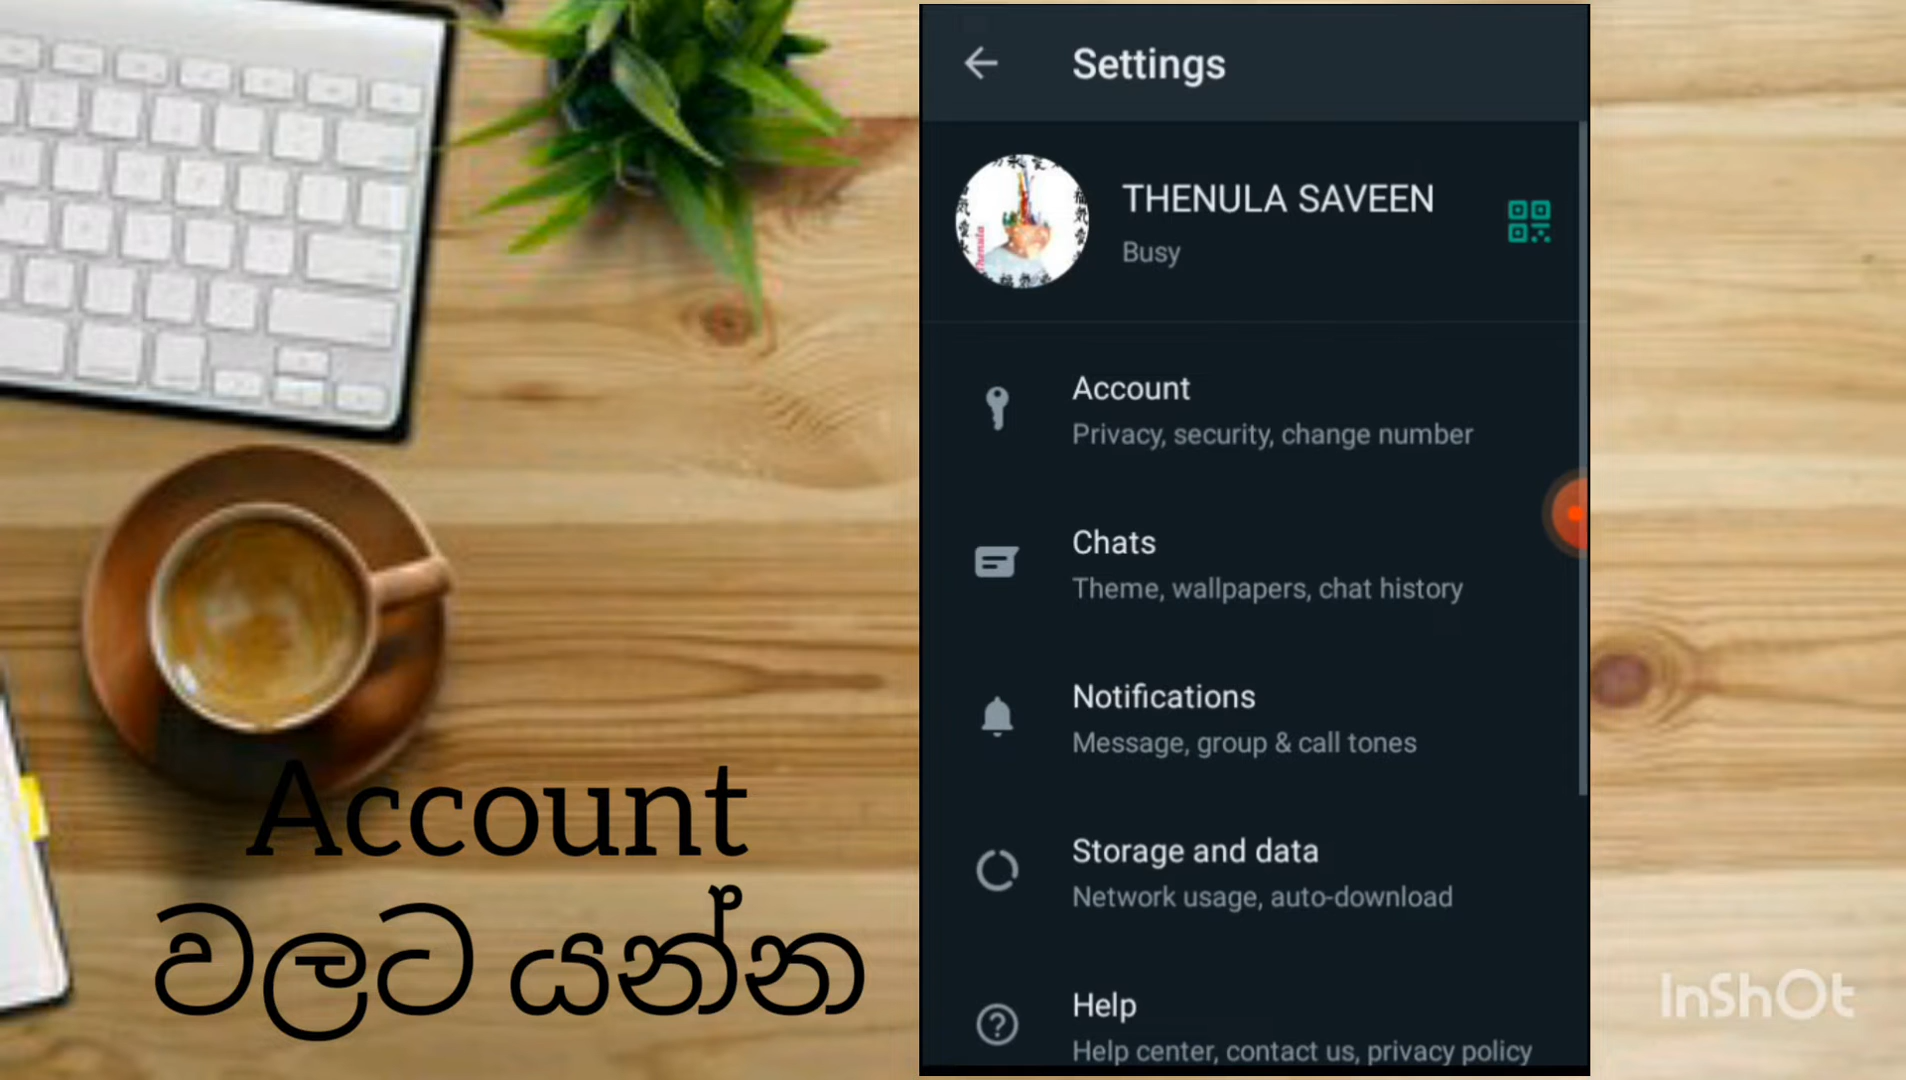 Settings
THENULA SAVEEN
Busy
thenula
Account
Privacy, security, change number
Chats
Theme, wallpapers, chat history
Notifications
Message, group & call tones
Storage and data
Network usage, auto-download
Help
Help center, contact us, privacy policy
Account
වලට යන්න
InShOt